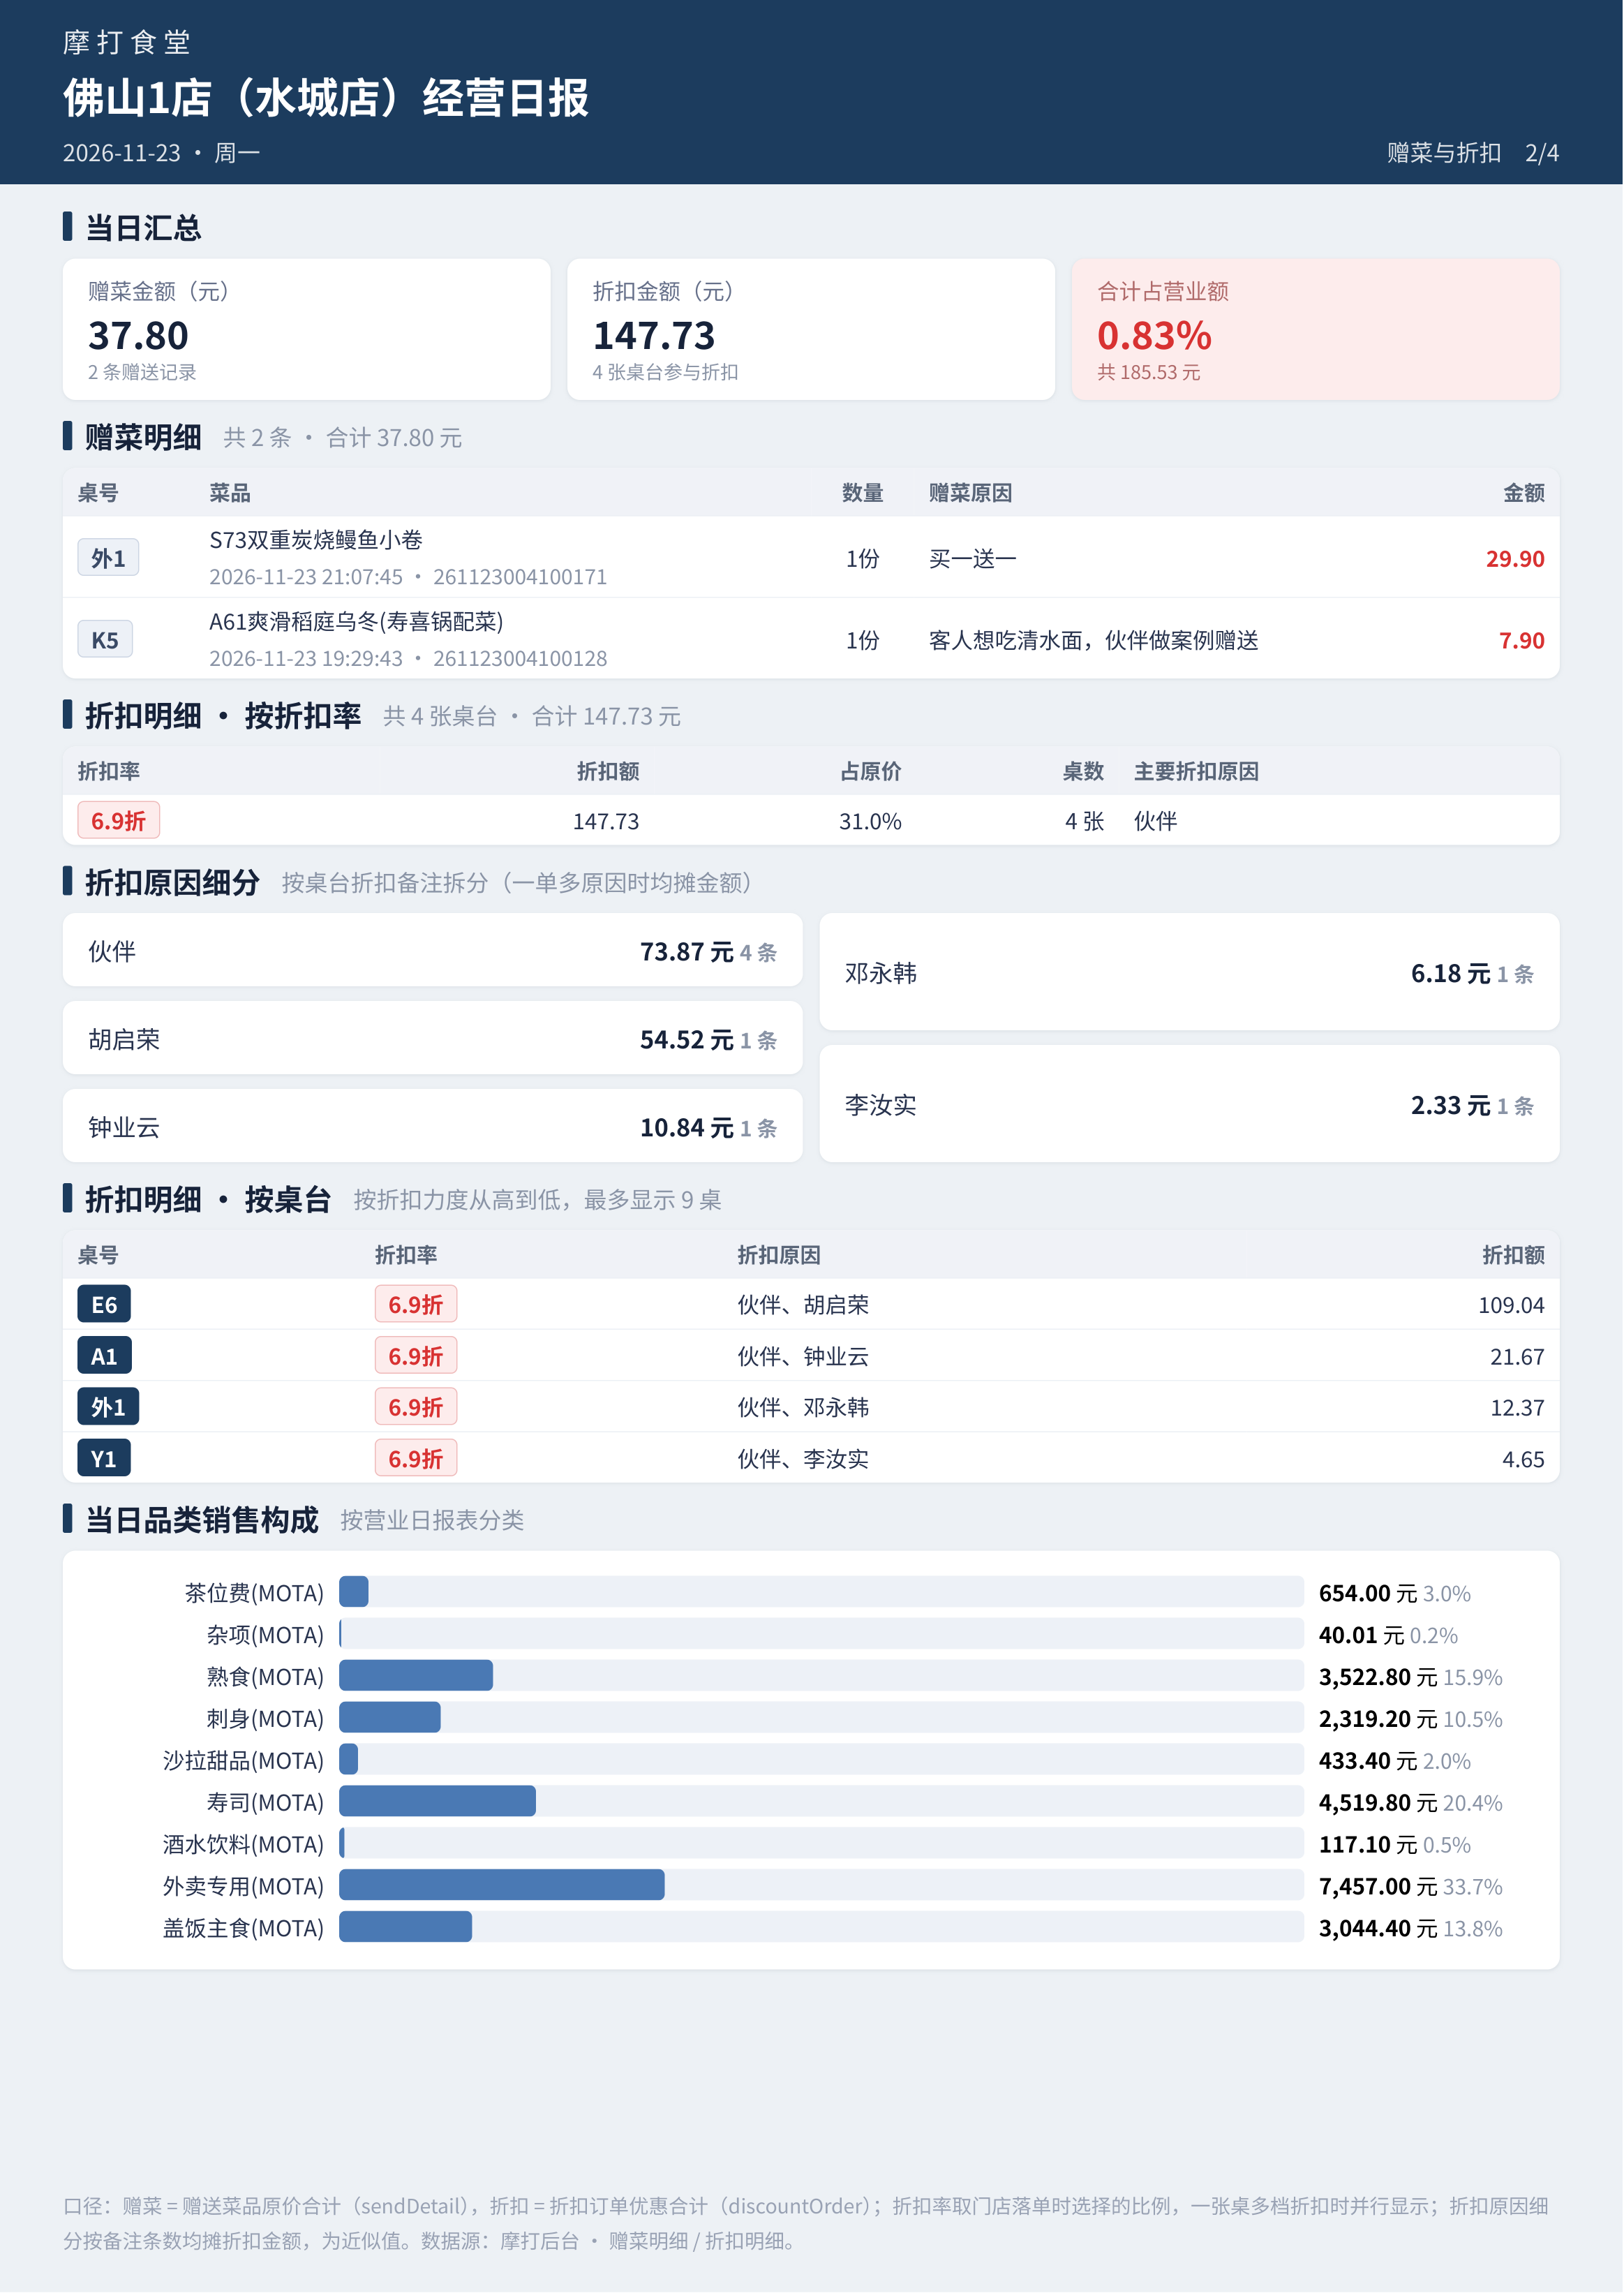 摩打食堂
佛山1店（水城店）经营日报
2026-11-23 · 周一
赠菜与折扣 2/4
当日汇总
赠菜金额（元）
37.80
2 条赠送记录
折扣金额（元）
147.73
4 张桌台参与折扣
合计占营业额
0.83%
共 185.53 元
赠菜明细 共 2 条 · 合计 37.80 元
桌号 菜品 数量 赠菜原因 金额
外1 S73双重炭烧鳗鱼小卷 1份 买一送一 29.90
2026-11-23 21:07:45 · 261123004100171
K5 A61爽滑稻庭乌冬(寿喜锅配菜) 1份 客人想吃清水面，伙伴做案例赠送 7.90
2026-11-23 19:29:43 · 261123004100128
折扣明细 · 按折扣率 共 4 张桌台 · 合计 147.73 元
折扣率 折扣额 占原价 桌数 主要折扣原因
6.9折 147.73 31.0% 4 张 伙伴
折扣原因细分 按桌台折扣备注拆分（一单多原因时均摊金额）
伙伴 73.87 元 4 条
胡启荣 54.52 元 1 条
钟业云 10.84 元 1 条
邓永韩 6.18 元 1 条
李汝实 2.33 元 1 条
折扣明细 · 按桌台 按折扣力度从高到低，最多显示 9 桌
桌号 折扣率 折扣原因 折扣额
E6 6.9折 伙伴、胡启荣 109.04
A1 6.9折 伙伴、钟业云 21.67
外1 6.9折 伙伴、邓永韩 12.37
Y1 6.9折 伙伴、李汝实 4.65
当日品类销售构成 按营业日报表分类
茶位费(MOTA) 654.00 元 3.0%
杂项(MOTA) 40.01 元 0.2%
熟食(MOTA) 3,522.80 元 15.9%
刺身(MOTA) 2,319.20 元 10.5%
沙拉甜品(MOTA) 433.40 元 2.0%
寿司(MOTA) 4,519.80 元 20.4%
酒水饮料(MOTA) 117.10 元 0.5%
外卖专用(MOTA) 7,457.00 元 33.7%
盖饭主食(MOTA) 3,044.40 元 13.8%
口径：赠菜 = 赠送菜品原价合计（sendDetail），折扣 = 折扣订单优惠合计（discountOrder）；折扣率取门店落单时选择的比例，一张桌多档折扣时并行显示；折扣原因细
分按备注条数均摊折扣金额，为近似值。数据源：摩打后台 · 赠菜明细 / 折扣明细。